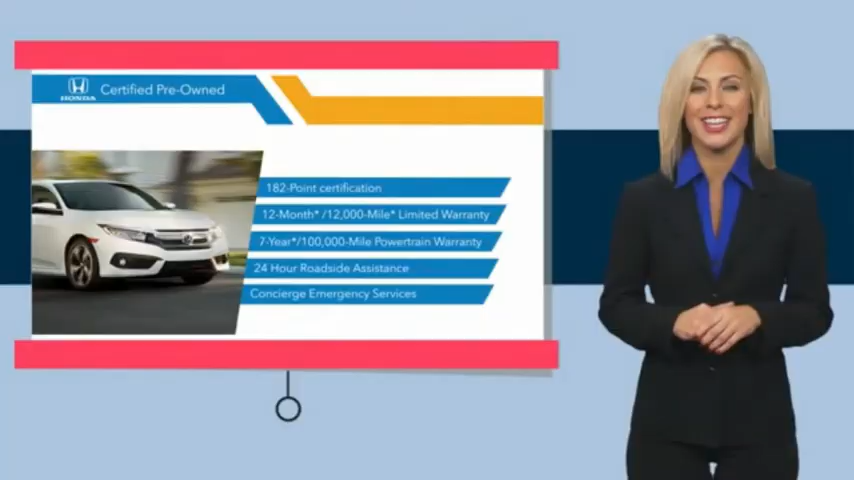 HONDA
Certified Pre-Owned
182-Point certification
12-Month* /12,000-Mile* Limited Warranty
7-Year*/100,000-Mile Powertrain Warranty
24 Hour Roadside Assistance
Concierge Emergency Services